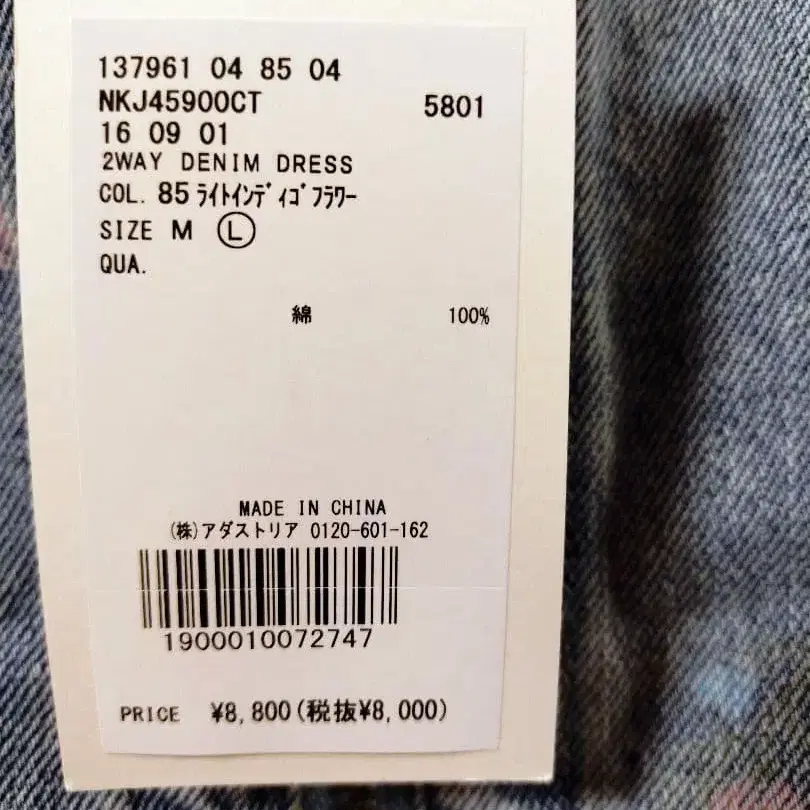 137961 04 85 04
NKJ45900CT 5801
16 09 01
2WAY DENIM DRESS
COL. 85 ﾗｲﾄｲﾝﾃﾞｨｺﾞﾌﾗﾜｰ
SIZE M Ⓛ
QUA.
綿 100%
MADE IN CHINA
(株)アダストリア 0120-601-162
1900010072747
PRICE ¥8,800(税抜¥8,000)